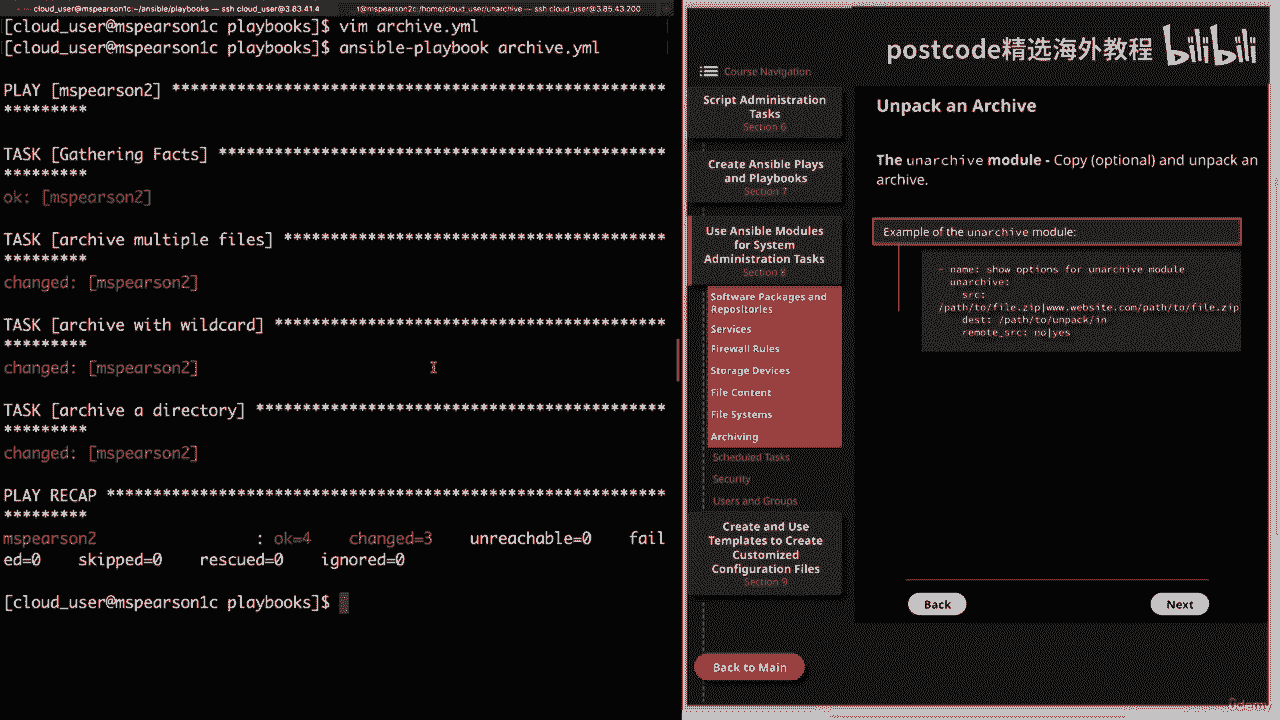 cloud_user@mspearson1c:~/ansible/playbooks — ssh cloud_user@3.83.41.4
1@mspearson2c:/home/cloud_user/unarchive — ssh cloud_user@3.85.43.200
[cloud_user@mspearson1c playbooks]$ vim archive.yml
[cloud_user@mspearson1c playbooks]$ ansible-playbook archive.yml
PLAY [mspearson2] *************************************************
*********
TASK [Gathering Facts] ********************************************
*********
ok: [mspearson2]
TASK [archive multiple files] **************************************
*********
changed: [mspearson2]
TASK [archive with wildcard] ***************************************
*********
changed: [mspearson2]
TASK [archive a directory] *****************************************
*********
changed: [mspearson2]
PLAY RECAP *******************************************************
*********
mspearson2                : ok=4    changed=3    unreachable=0    fail
ed=0    skipped=0    rescued=0    ignored=0
[cloud_user@mspearson1c playbooks]$
postcode精选海外教程 bilibili
Course Navigation
Script Administration
Tasks
Section 6
Create Ansible Plays
and Playbooks
Section 7
Use Ansible Modules
for System
Administration Tasks
Section 8
Software Packages and
Repositories
Services
Firewall Rules
Storage Devices
File Content
File Systems
Archiving
Scheduled Tasks
Security
Users and Groups
Create and Use
Templates to Create
Customized
Configuration Files
Section 9
Back to Main
Unpack an Archive
The unarchive module - Copy (optional) and unpack an
archive.
Example of the unarchive module:
- name: show options for unarchive module
unarchive:
src:
/path/to/file.zip|www.website.com/path/to/file.zip
dest: /path/to/unpack/in
remote_src: no|yes
Back
Next